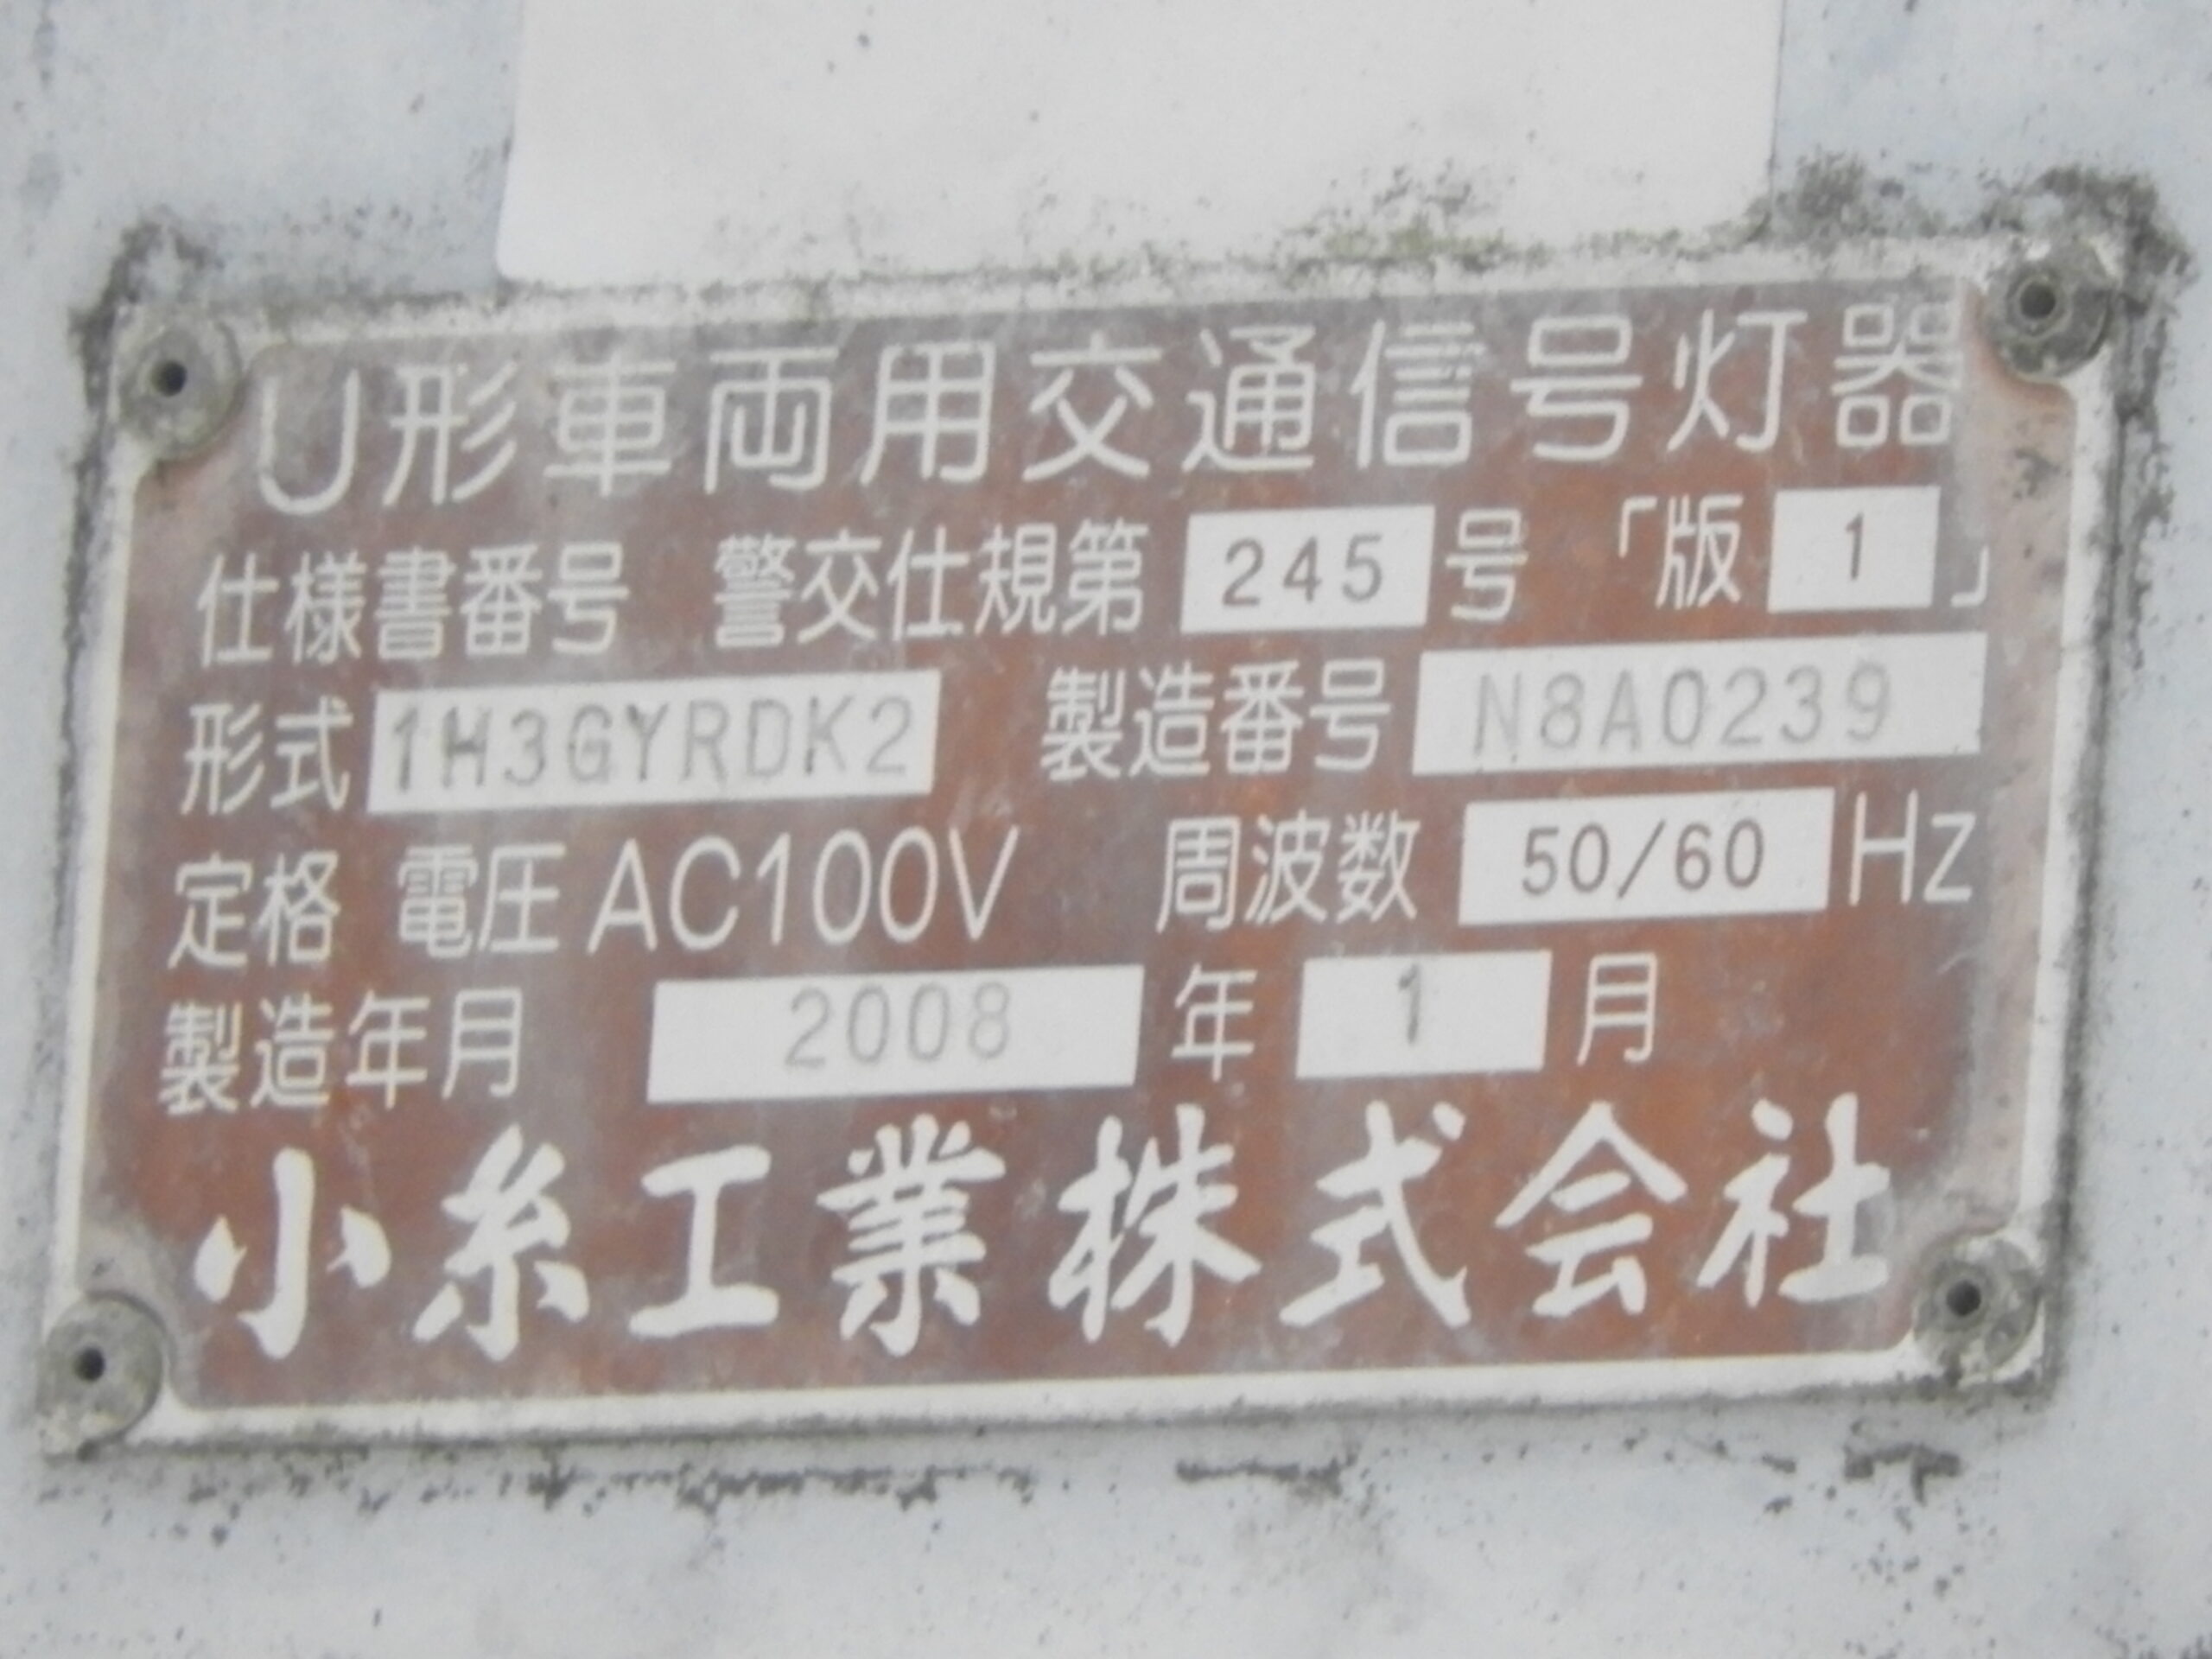 U形車両用交通信号灯器
仕様書番号 警交仕規第 245 号 「版 1 」
形式 1H3GYRDK2 製造番号 N8A0239
定格 電圧 AC100V 周波数 50/60 Hz
製造年月 2008 年 1 月
小糸工業株式会社